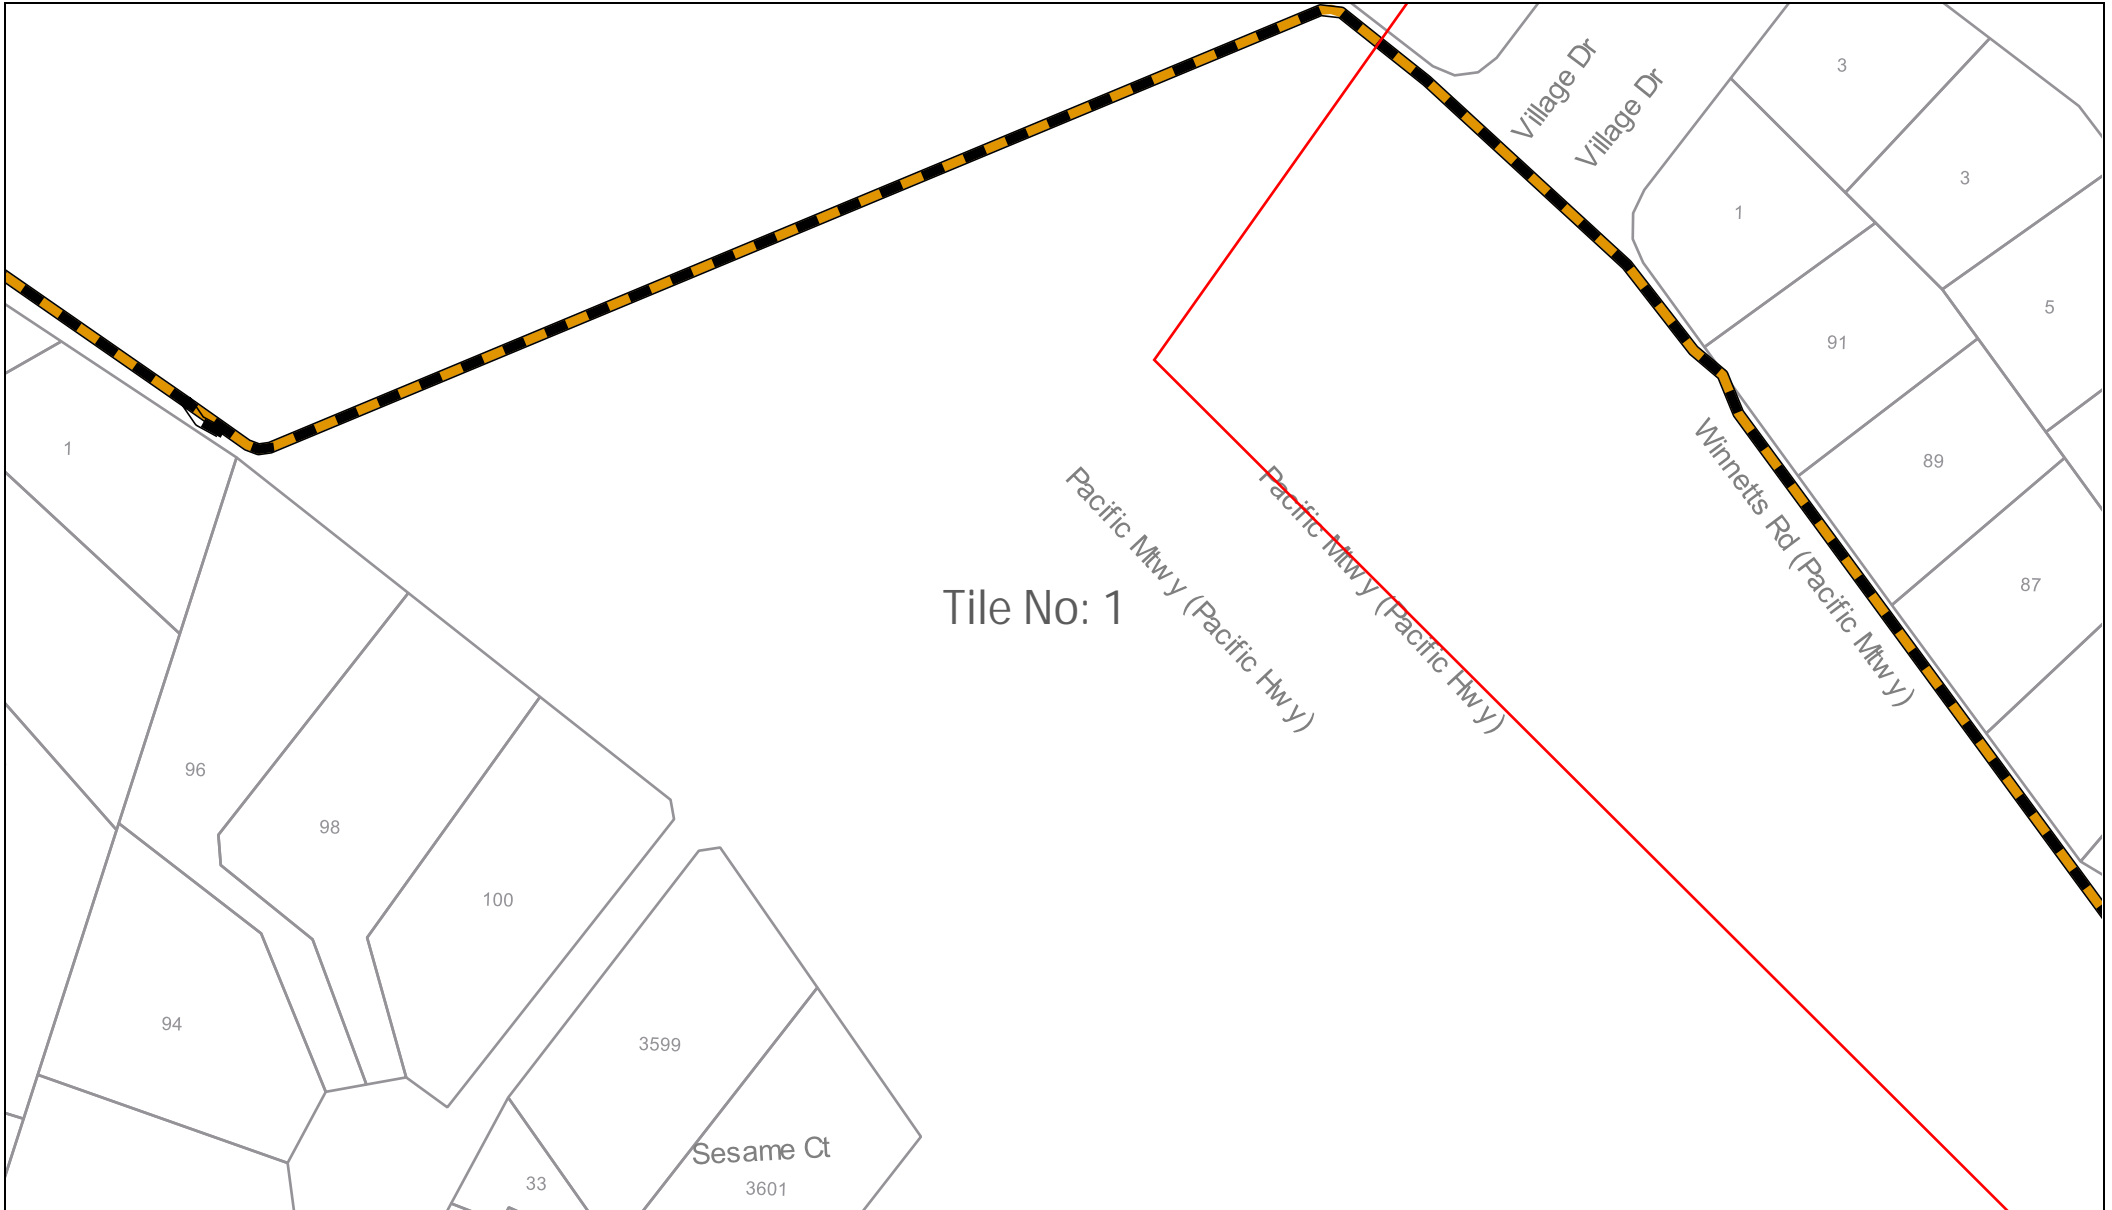 Village Dr
Village Dr
3
3
1
5
91
1
89
Pacific Mtwy (Pacific Hwy)
Pacific Mtwy (Pacific Hwy)
Winnetts Rd (Pacific Mtwy)
87
Tile No: 1
96
98
100
94
3599
Sesame Ct
33
3601